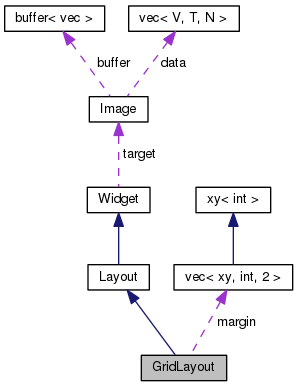 buffer< vec >
vec< V, T, N >
buffer
data
Image
target
Widget
xy< int >
Layout
vec< xy, int, 2 >
margin
GridLayout